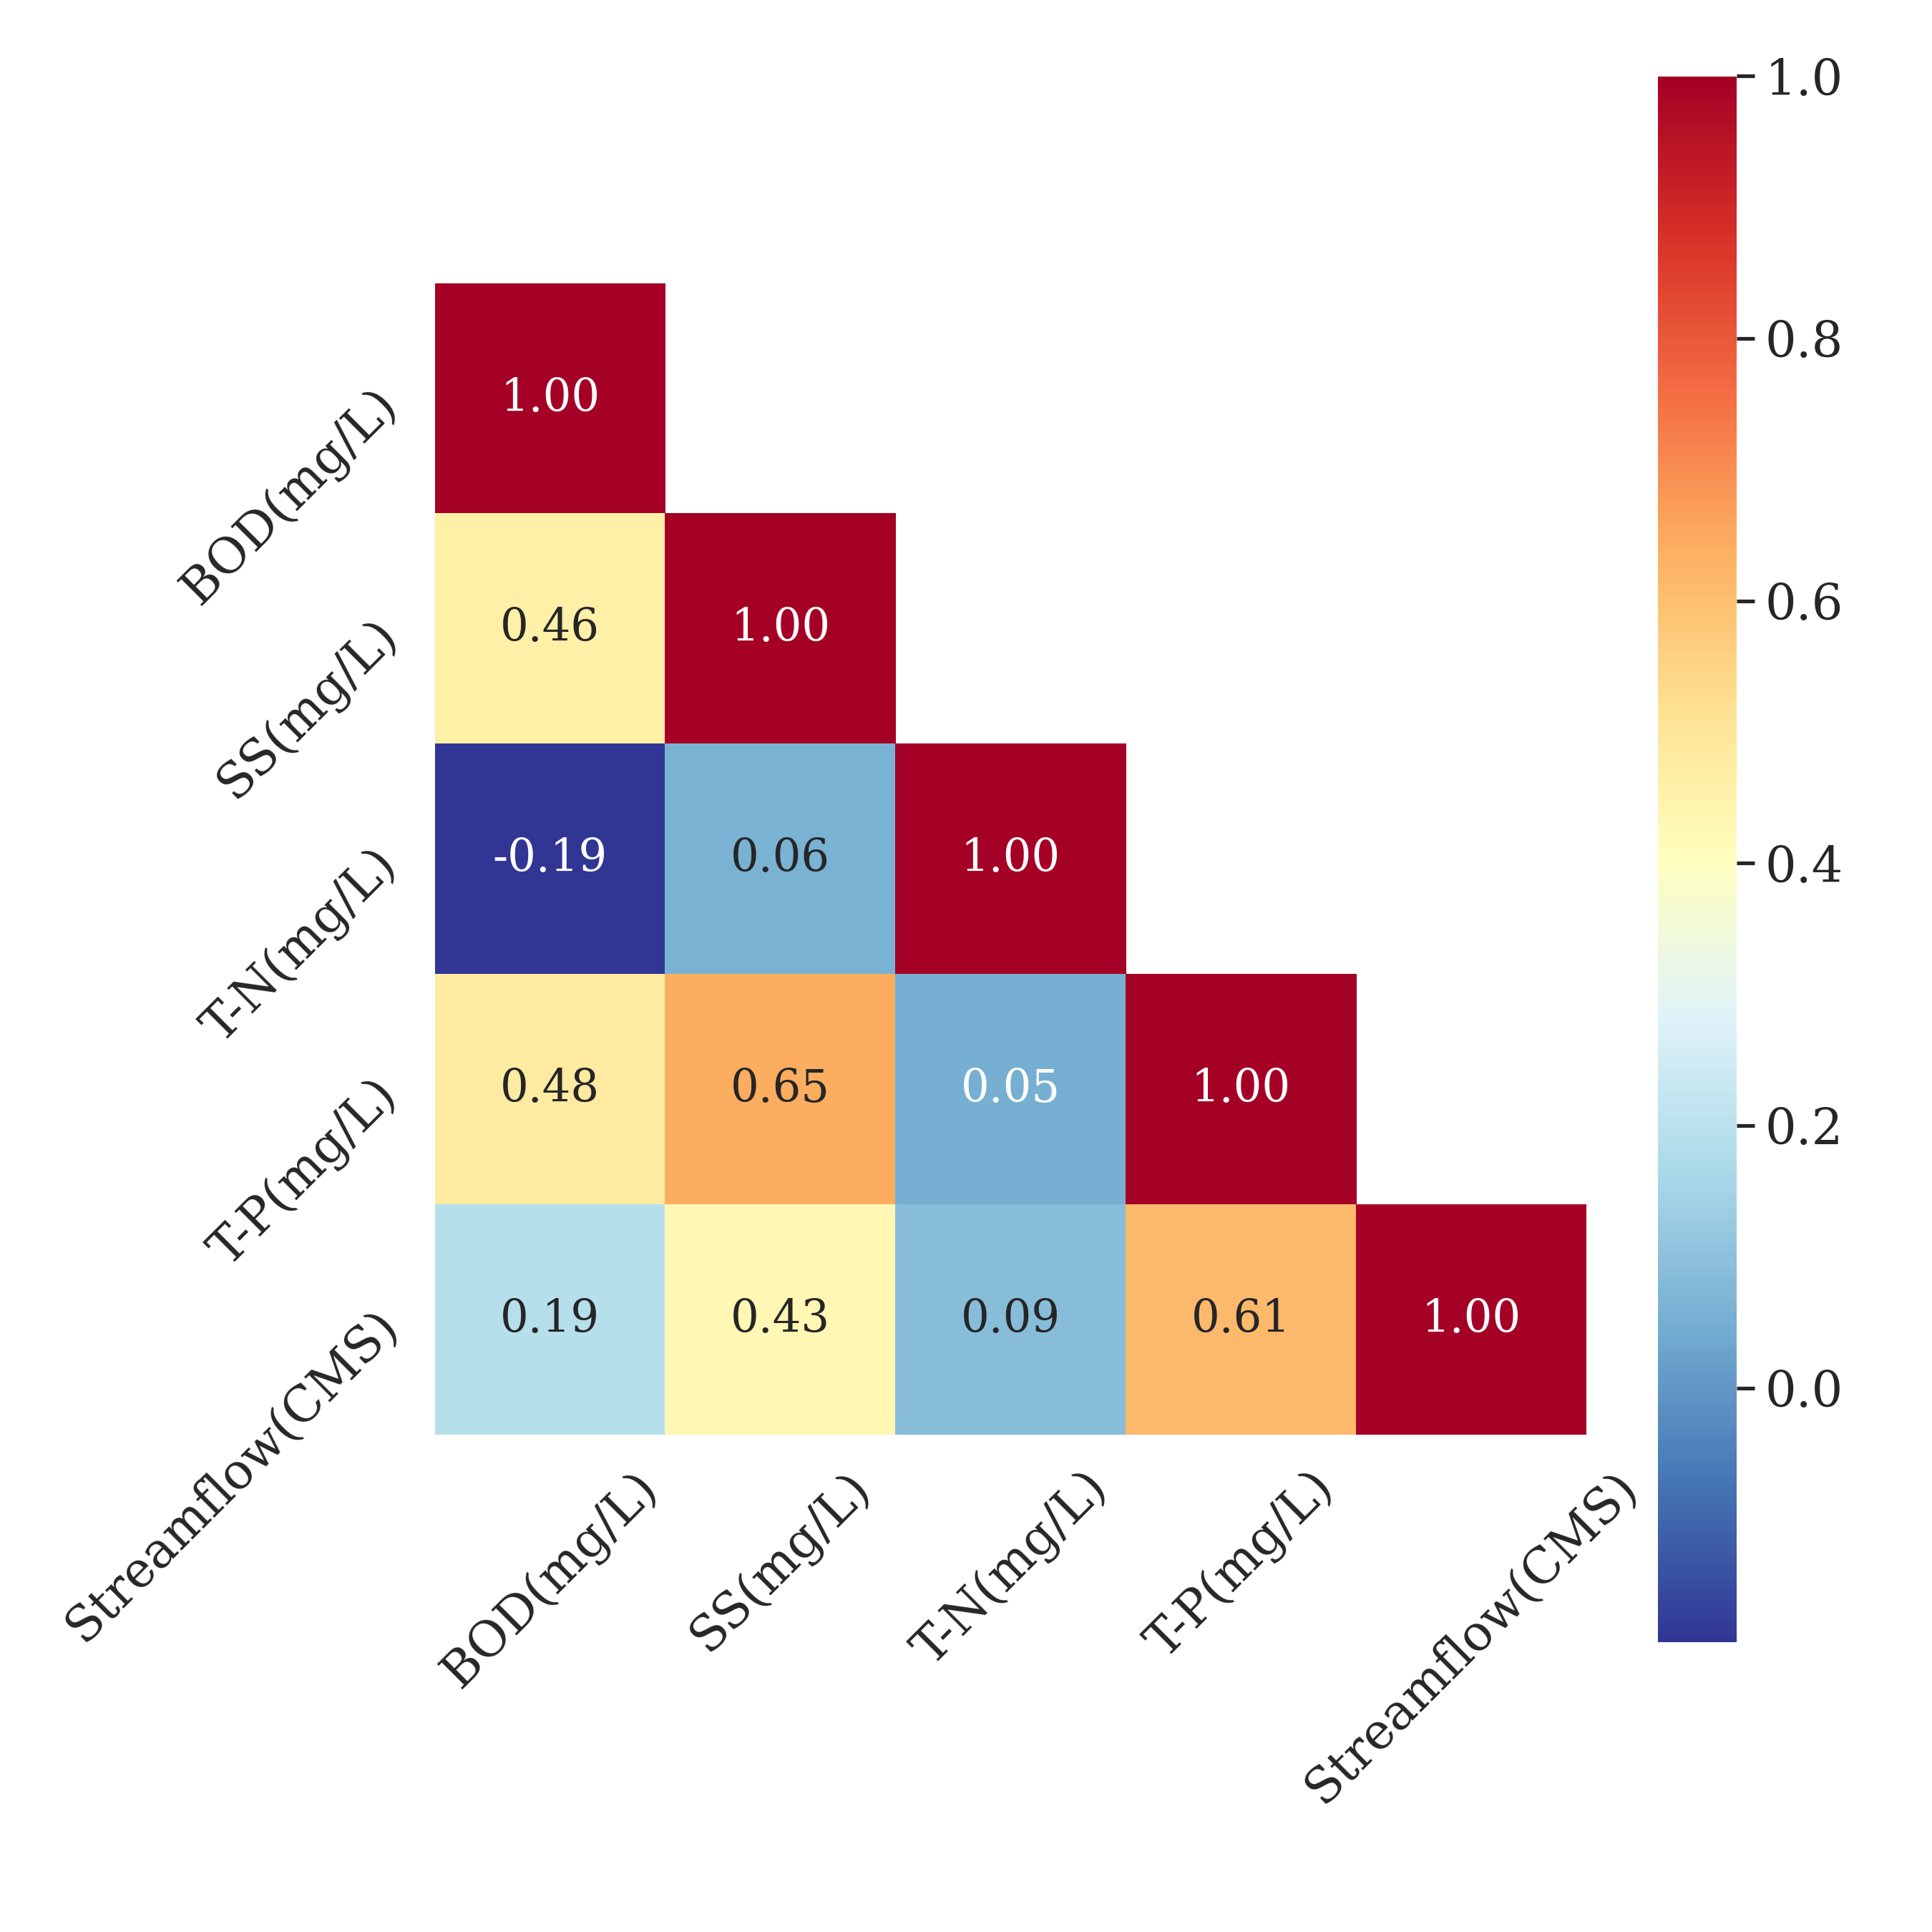 1.0
0.8
0.6
0.4
0.2
0.0
BOD(mg/L)
1.00
SS(mg/L)
0.46 1.00
T-N(mg/L)
-0.19 0.06 1.00
T-P(mg/L)
0.48 0.65 0.05 1.00
Streamflow(CMS)
0.19 0.43 0.09 0.61 1.00
BOD(mg/L)
SS(mg/L)
T-N(mg/L)
T-P(mg/L)
Streamflow(CMS)